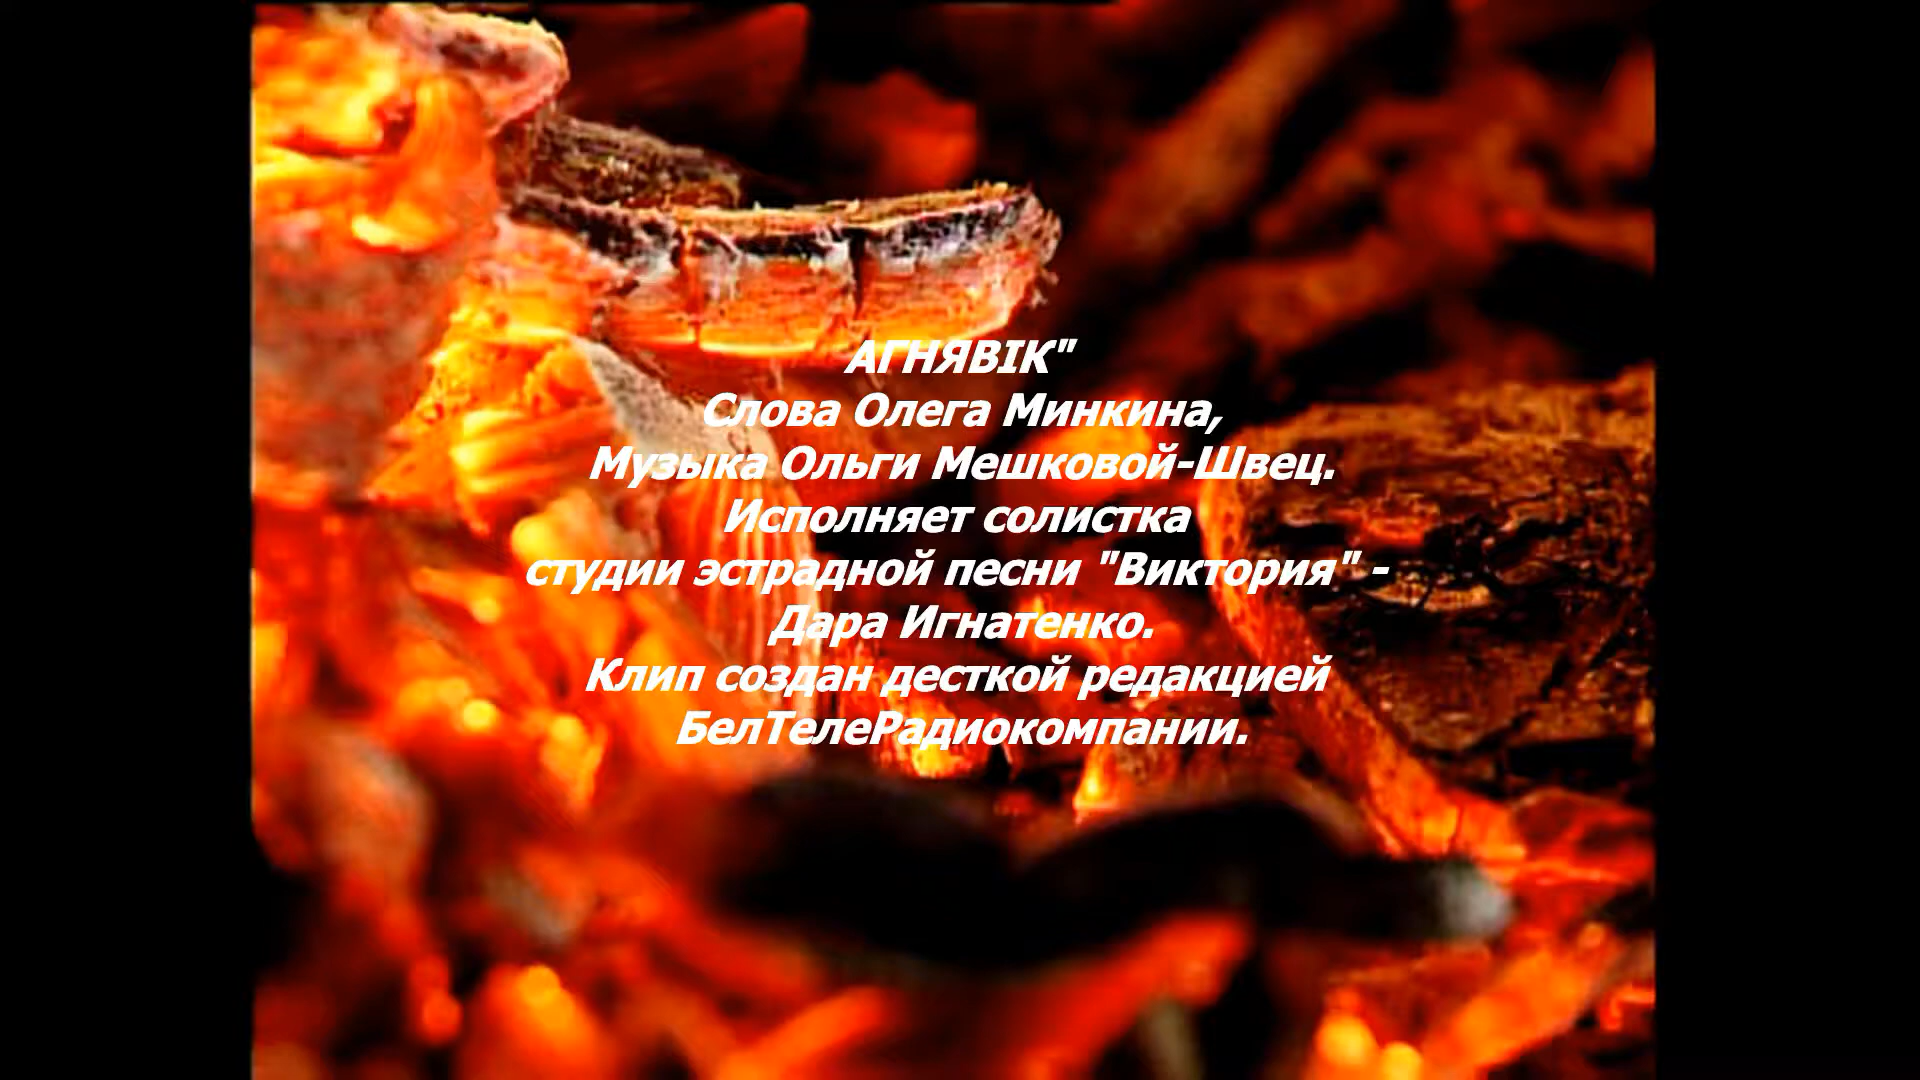 АГНЯВІК"
Слова Олега Минкина,
Музыка Ольги Мешковой-Швец.
Исполняет солистка
студии эстрадной песни "Виктория" -
Дара Игнатенко.
Клип создан десткой редакцией
БелТелеРадиокомпании.